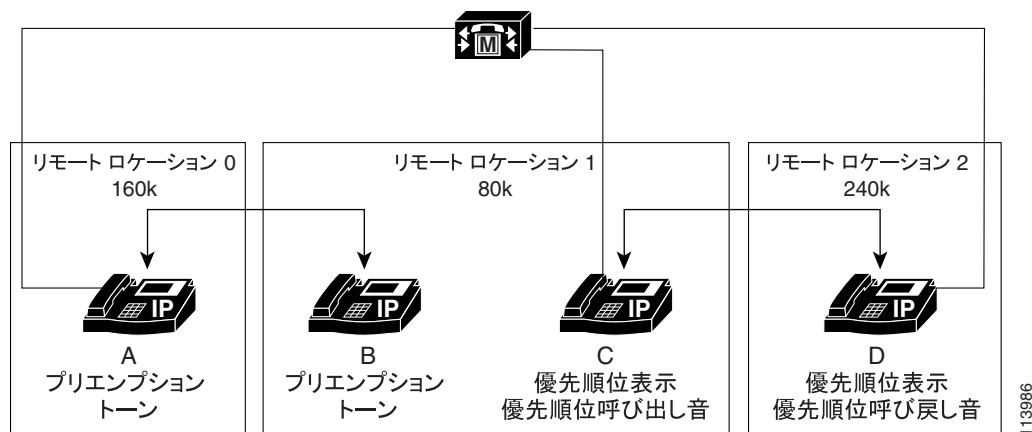 M
リモート ロケーション 0
160k
リモート ロケーション 1
80k
リモート ロケーション 2
240k
IP
IP
IP
IP
A
プリエンプション
トーン
B
プリエンプション
トーン
C
優先順位表示
優先順位呼び出し音
D
優先順位表示
優先順位呼び戻し音
113986